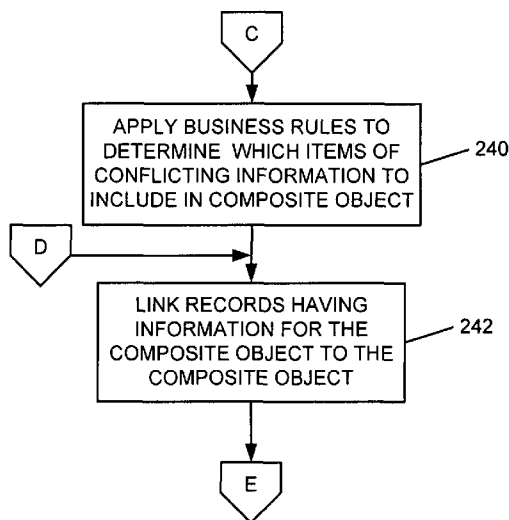 C
APPLY BUSINESS RULES TO
DETERMINE WHICH ITEMS OF
CONFLICTING INFORMATION TO
INCLUDE IN COMPOSITE OBJECT
240
D
LINK RECORDS HAVING
INFORMATION FOR THE
COMPOSITE OBJECT TO THE
COMPOSITE OBJECT
242
E